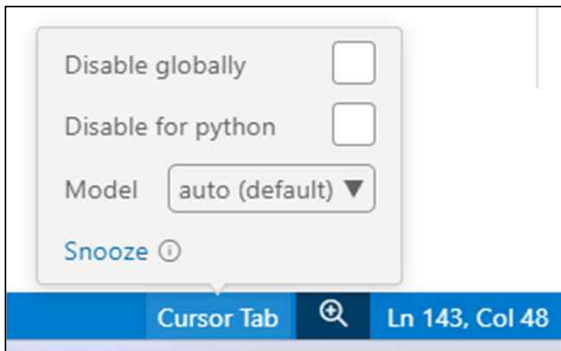 Disable globally
Disable for python
Model auto (default)
Snooze
Cursor Tab Ln 143, Col 48